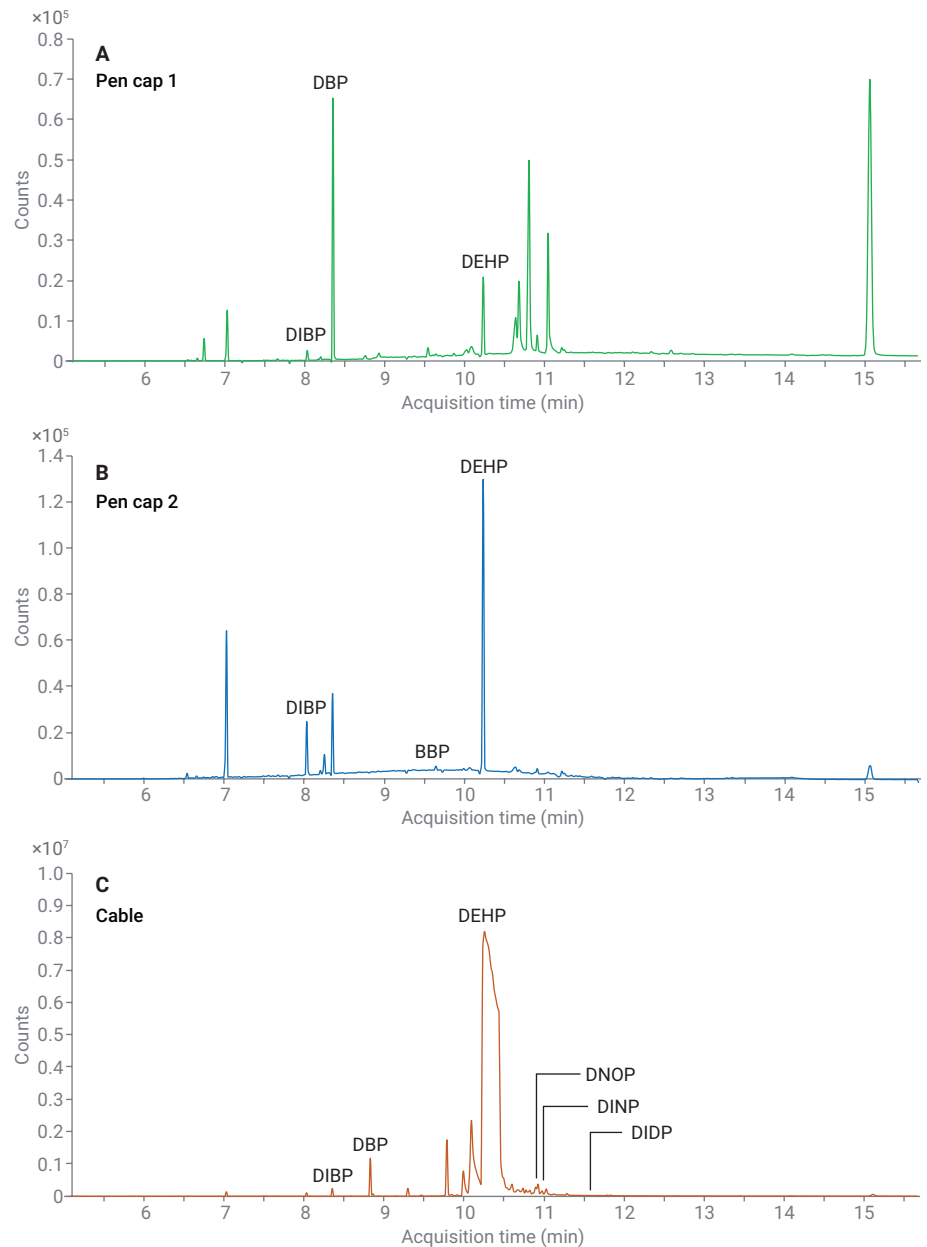 ×10⁵
A
Pen cap 1
0.8
0.7
0.6
0.5
0.4
0.3
0.2
0.1
0
Counts
DBP
DIBP
DEHP
6 7 8 9 10 11 12 13 14 15
Acquisition time (min)
×10⁵
B
Pen cap 2
1.4
1.2
1.0
0.8
0.6
0.4
0.2
0
Counts
DEHP
DIBP
BBP
6 7 8 9 10 11 12 13 14 15
Acquisition time (min)
×10⁷
C
Cable
1.0
0.9
0.8
0.7
0.6
0.5
0.4
0.3
0.2
0.1
0
Counts
DEHP
DNOP
DINP
DIDP
DBP
DIBP
6 7 8 9 10 11 12 13 14 15
Acquisition time (min)